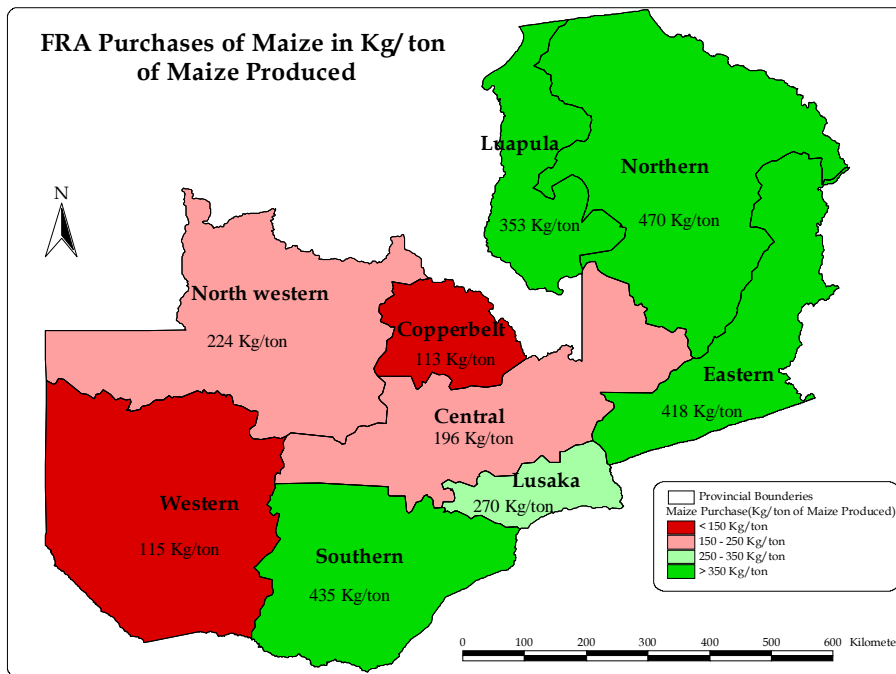 FRA Purchases of Maize in Kg/ton
of Maize Produced
N
Luapula
353 Kg/ton
Northern
470 Kg/ton
North western
224 Kg/ton
Copperbelt
113 Kg/ton
Eastern
418 Kg/ton
Central
196 Kg/ton
Lusaka
270 Kg/ton
Western
115 Kg/ton
Southern
435 Kg/ton
Provincial Bounderies
Maize Purchase(Kg/ton of Maize Produced)
< 150 Kg/ton
150 - 250 Kg/ton
250 - 350 Kg/ton
> 350 Kg/ton
0 100 200 300 400 500 600 Kilomete